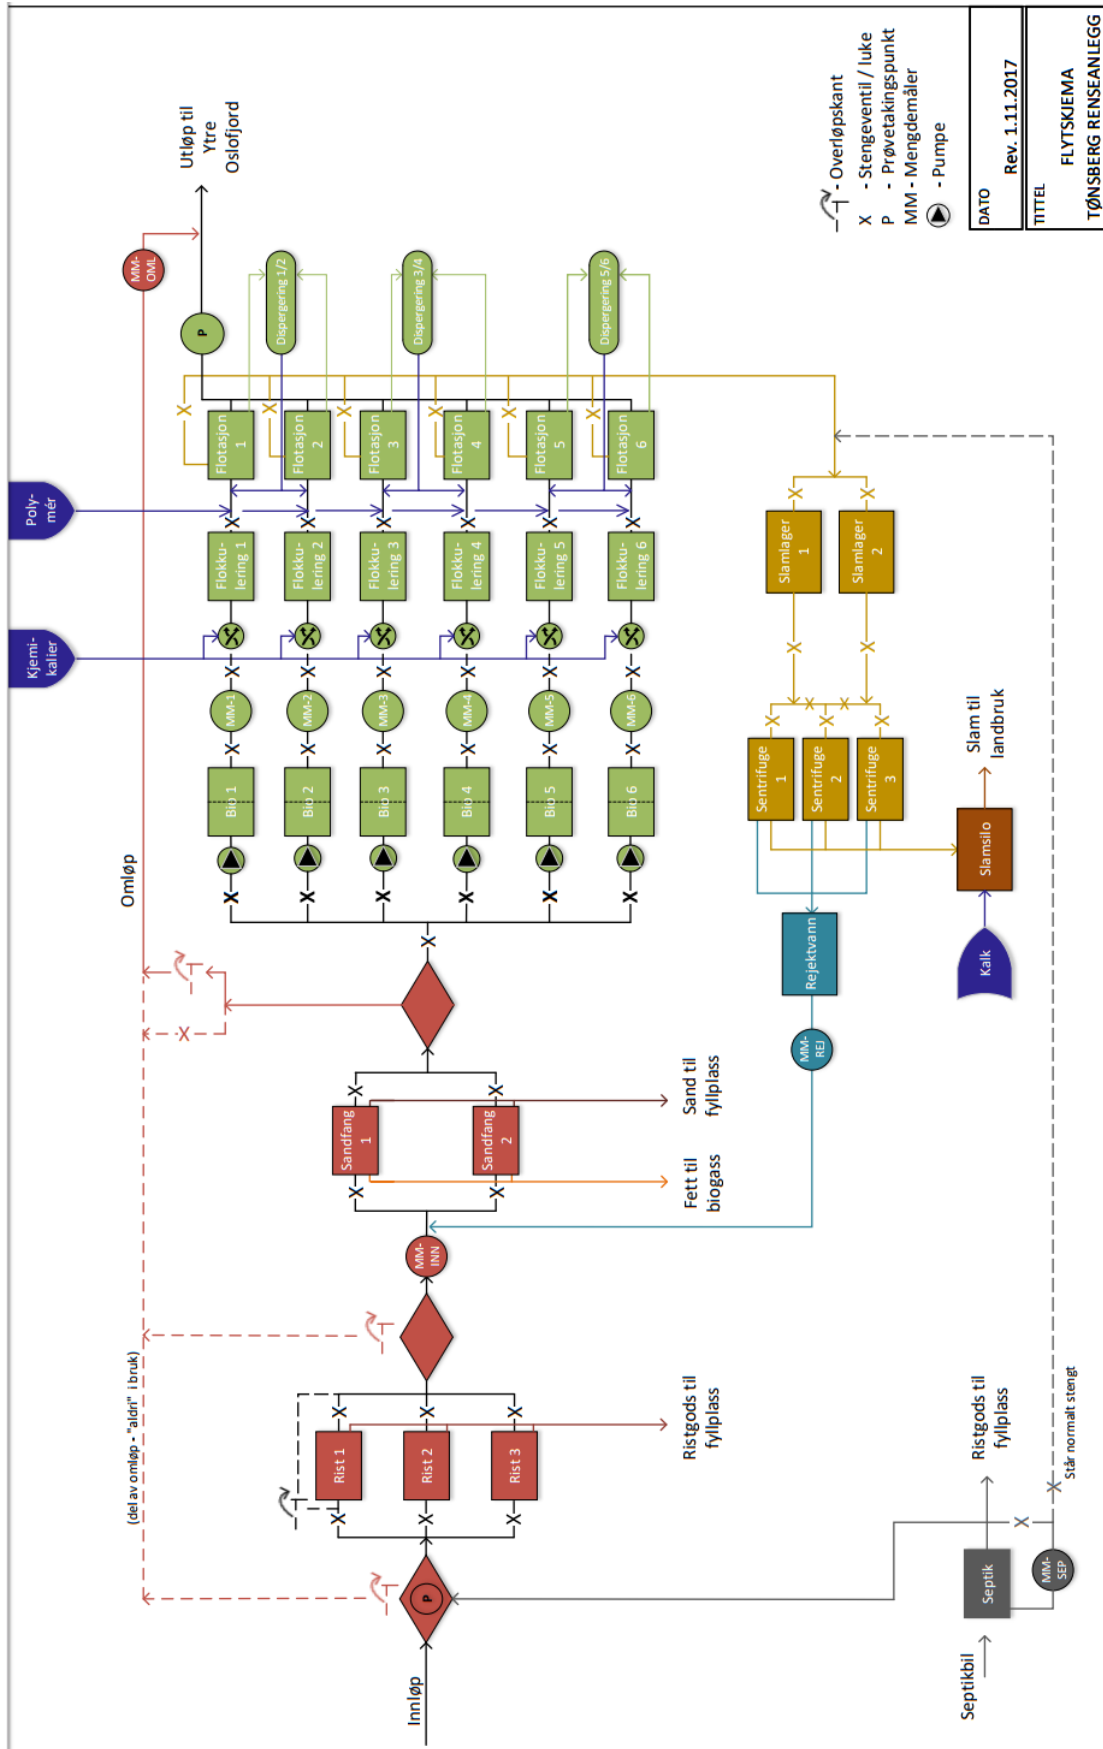 Innløp
P
(del av omløp - "aldri" i bruk)
Rist 1
Rist 2
Rist 3
Ristgods til
fyllplass
MM-
INN
Sandfang
1
Sandfang
2
Fett til
biogass
Sand til
fyllplass
Omløp
MM-
OML
Utløp til
Ytre
Oslofjord
P
Bio 1
Bio 2
Bio 3
Bio 4
Bio 5
Bio 6
MM-1
MM-2
MM-3
MM-4
MM-5
MM-6
Kjemi-
kalier
Poly-
mér
Flokku-
lering 1
Flokku-
lering 2
Flokku-
lering 3
Flokku-
lering 4
Flokku-
lering 5
Flokku-
lering 6
Flotasjon
1
Flotasjon
2
Flotasjon
3
Flotasjon
4
Flotasjon
5
Flotasjon
6
Dispergering 1/2
Dispergering 3/4
Dispergering 5/6
Septikbil
Septik
MM-
SEP
Ristgods til
fyllplass
Står normalt stengt
MM-
REJ
Rejektvann
Kalk
Slamsilo
Slam til
landbruk
Sentrifuge
1
Sentrifuge
2
Sentrifuge
3
Slamlager
1
Slamlager
2
- Overløpskant
X - Stengeventil / luke
P - Prøvetakingspunkt
MM - Mengdemåler
- Pumpe
DATO
Rev. 1.11.2017
TITTEL
FLYTSKJEMA
TØNSBERG RENSEANLEGG